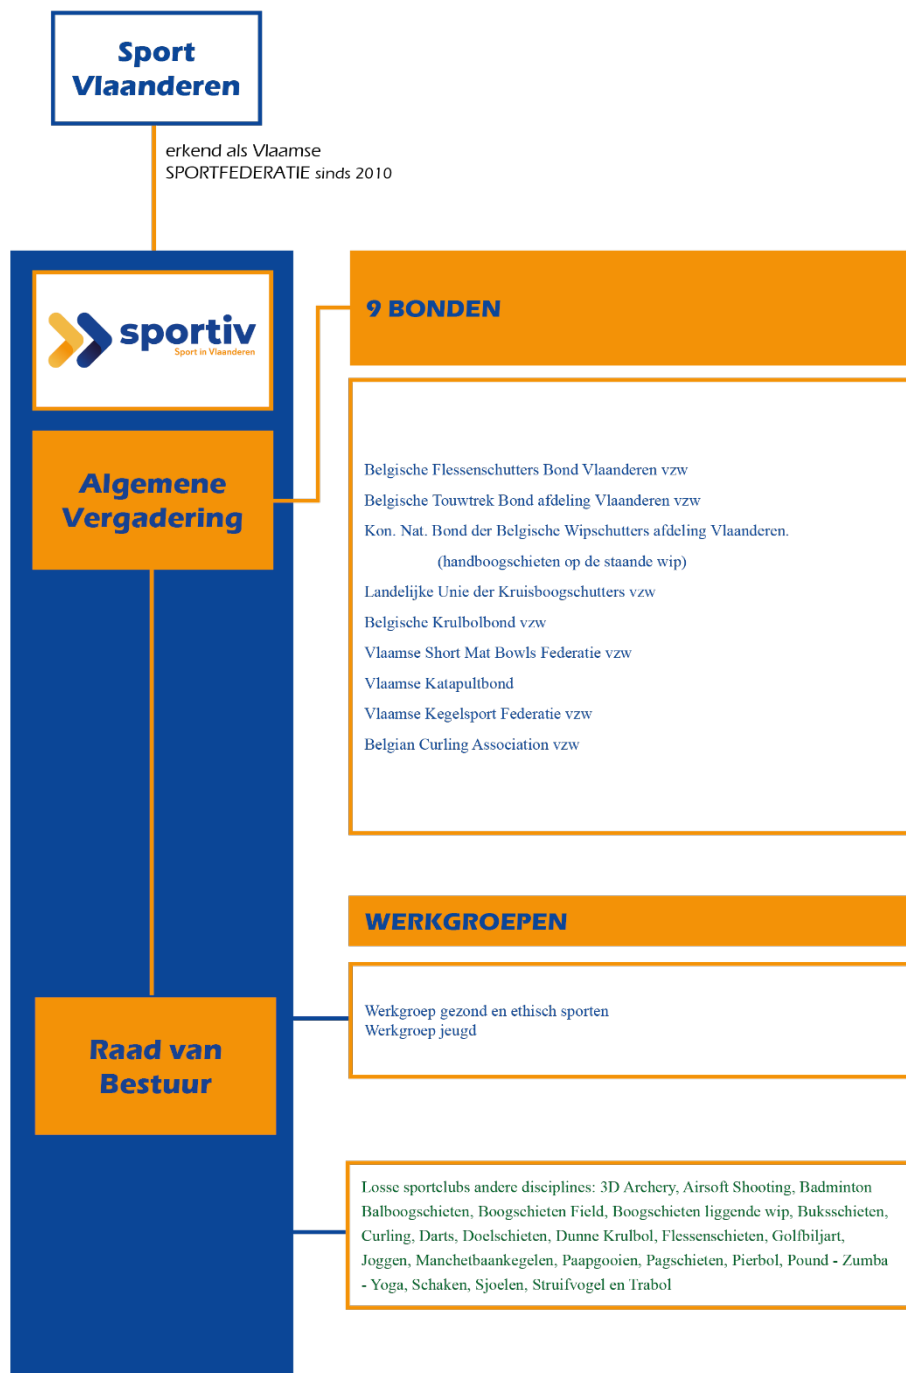 Sport
Vlaanderen
erkend als Vlaamse
SPORTFEDERATIE sinds 2010
sportiv
Sport in Vlaanderen
9 BONDEN
Algemene
Vergadering
Belgische Flessenschutters Bond Vlaanderen vzw
Belgische Touwtrek Bond afdeling Vlaanderen vzw
Kon. Nat. Bond der Belgische Wipschutters afdeling Vlaanderen.
(handboogschieten op de staande wip)
Landelijke Unie der Kruisboogschutters vzw
Belgische Krulbolbond vzw
Vlaamse Short Mat Bowls Federatie vzw
Vlaamse Katapultbond
Vlaamse Kegelsport Federatie vzw
Belgian Curling Association vzw
WERKGROEPEN
Werkgroep gezond en ethisch sporten
Werkgroep jeugd
Raad van
Bestuur
Losse sportclubs andere disciplines: 3D Archery, Airsoft Shooting, Badminton
Balboogschieten, Boogschieten Field, Boogschieten liggende wip, Buksschieten,
Curling, Darts, Doelschieten, Dunne Krulbol, Flessenschieten, Golfbiljart,
Joggen, Manchetbaankegelen, Paapgooien, Pagschieten, Pierbol, Pound - Zumba
- Yoga, Schaken, Sjoelen, Struifvogel en Trabol